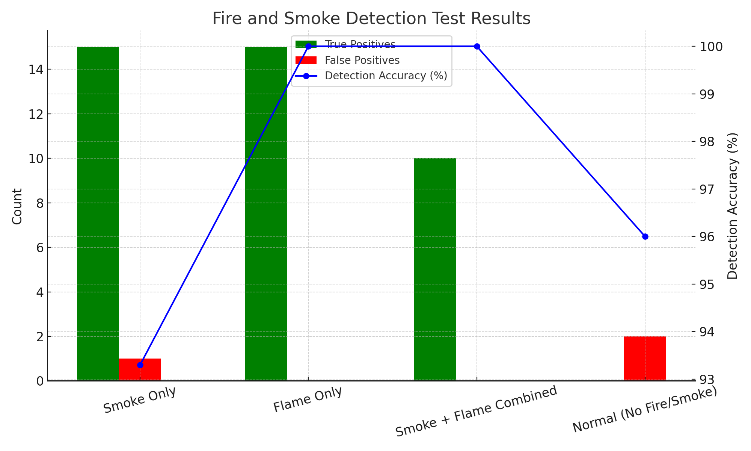 Fire and Smoke Detection Test Results
True Positives
False Positives
Detection Accuracy (%)
Count
14
12
10
8
6
4
2
0
Detection Accuracy (%)
100
99
98
97
96
95
94
93
Smoke Only
Flame Only
Smoke + Flame Combined
Normal (No Fire/Smoke)